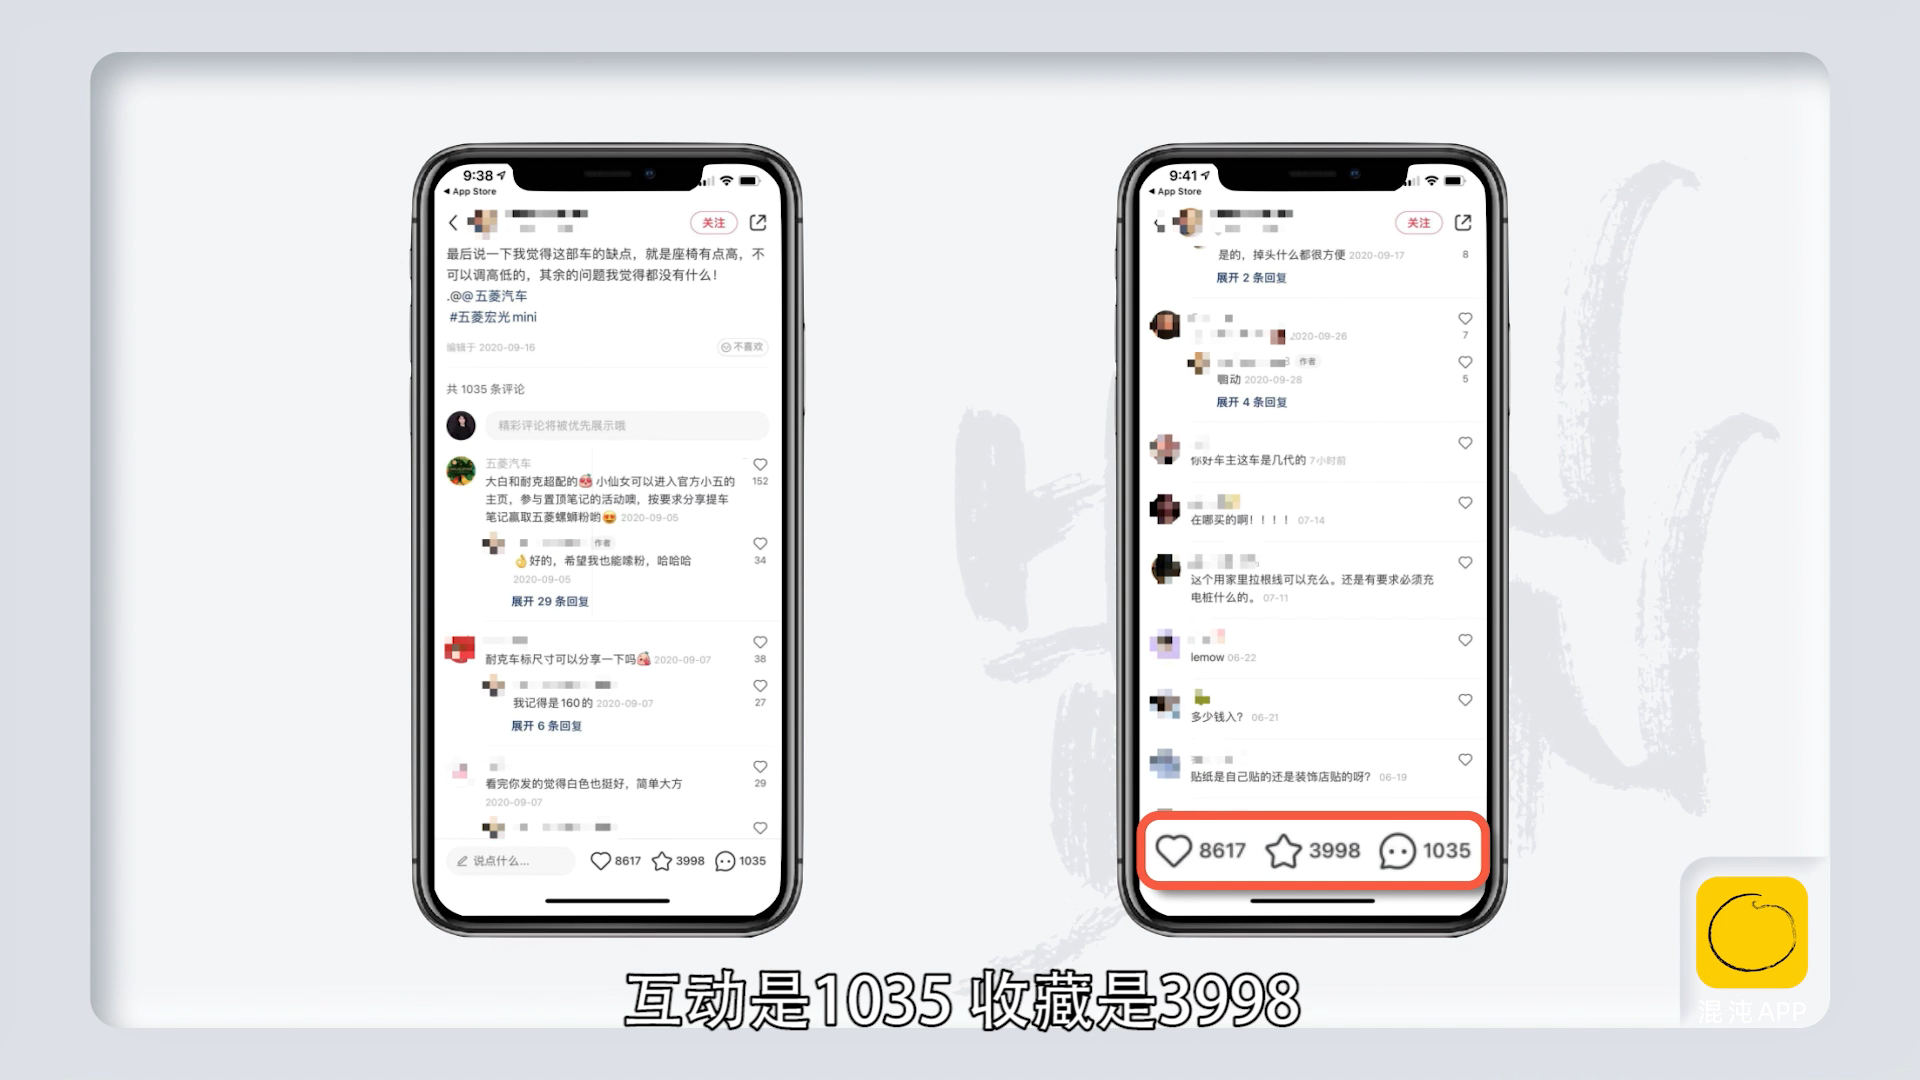 9:38
App Store
关注
最后说一下我觉得这部车的缺点，就是座椅有点高，不
可以调高低的，其余的问题我觉得都没有什么！
.@@五菱汽车
#五菱宏光mini
编辑于 2020-09-16
不喜欢
共 1035 条评论
精彩评论将被优先展示哦
五菱汽车
大白和耐克超配的 小仙女可以进入官方小五的
主页，参与置顶笔记的活动噢，按要求分享提车
笔记赢取五菱螺蛳粉哟😍 2020-09-05
152
作者
👌好的，希望我也能嗦粉，哈哈哈
34
2020-09-05
展开 29 条回复
耐克车标尺寸可以分享一下吗 2020-09-07
38
我记得是160的 2020-09-07
27
展开 6 条回复
看完你发的觉得白色也挺好，简单大方
29
2020-09-07
说点什么...
8617
3998
1035
9:41
App Store
关注
是的，掉头什么都很方便 2020-09-17
8
展开 2 条回复
2020-09-26
7
作者
电动 2020-09-28
5
展开 4 条回复
你好车主这车是几代的 7小时前
在哪买的啊！！！！ 07-14
这个用家里拉根线可以充么。还是有要求必须充
电桩什么的。 07-11
lemow 06-22
多少钱入？ 06-21
贴纸是自己贴的还是装饰店贴的呀？ 06-19
8617
3998
1035
互动是1035 收藏是3998
混沌APP